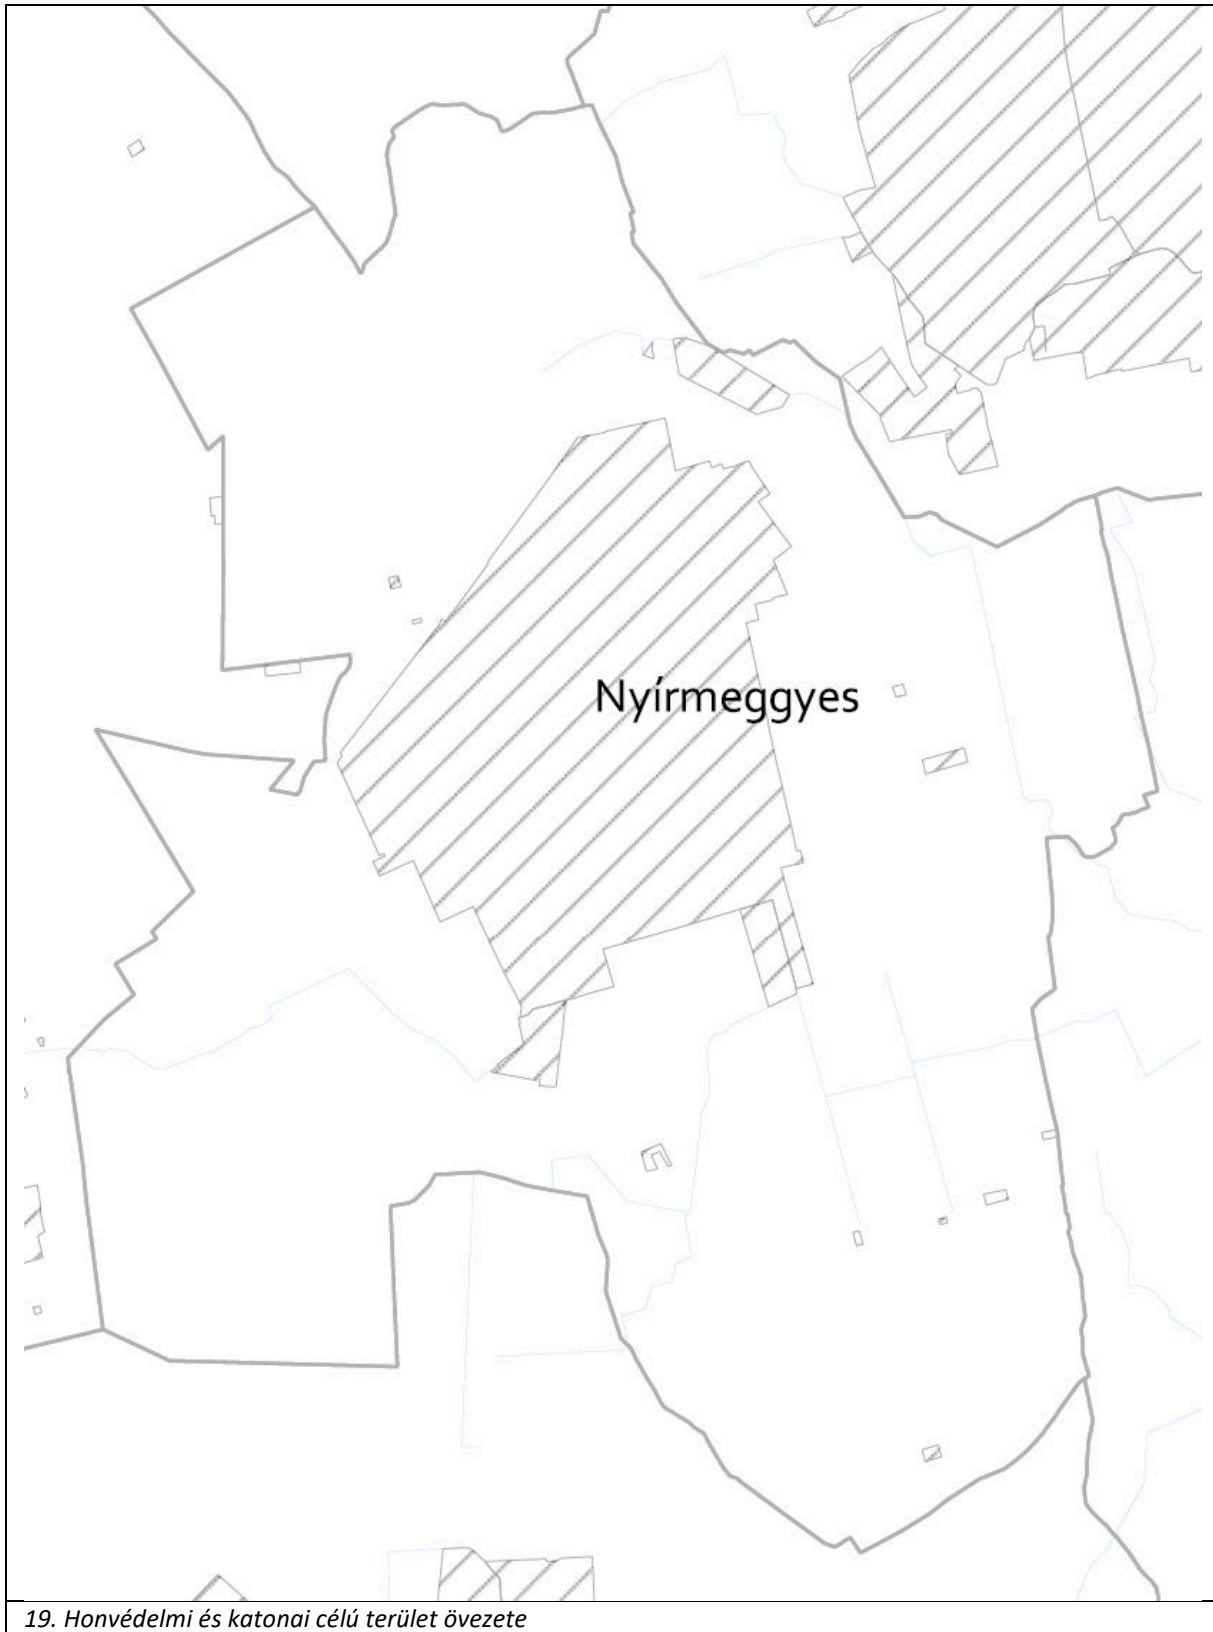 Nyírmeggyes
19. Honvédelmi és katonai célú terület övezete